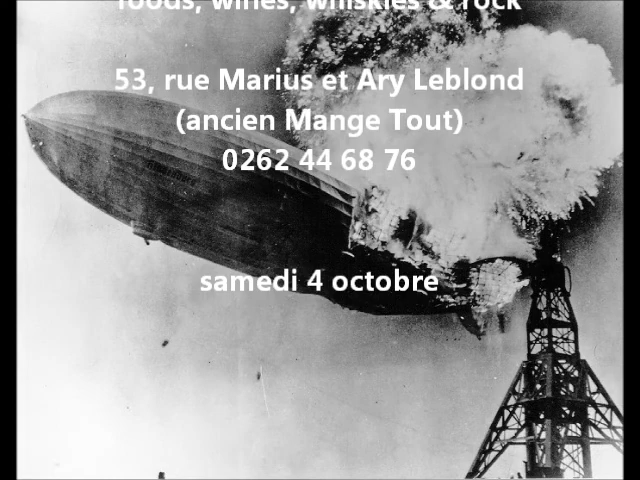 foods, wines, whiskies & rock
53, rue Marius et Ary Leblond
(ancien Mange Tout)
0262 44 68 76
samedi 4 octobre